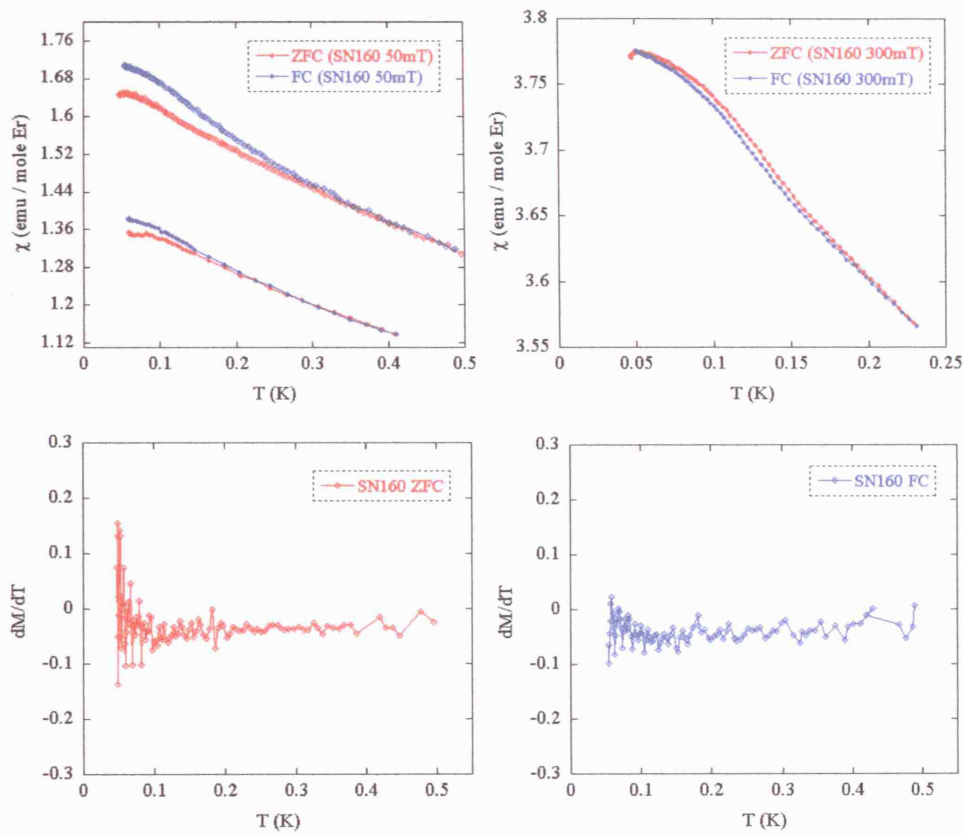 1.76
1.68
1.6
1.52
1.44
1.36
1.28
1.2
1.12
χ (emu / mole Er)
ZFC (SN160 50mT)
FC (SN160 50mT)
0 0.1 0.2 0.3 0.4 0.5
T (K)
3.8
3.75
3.7
3.65
3.6
3.55
χ (emu / mole Er)
ZFC (SN160 300mT)
FC (SN160 300mT)
0 0.05 0.1 0.15 0.2 0.25
T (K)
0.3
0.2
0.1
0
-0.1
-0.2
-0.3
dM/dT
SN160 ZFC
0 0.1 0.2 0.3 0.4 0.5
T (K)
0.3
0.2
0.1
0
-0.1
-0.2
-0.3
dM/dT
SN160 FC
0 0.1 0.2 0.3 0.4 0.5
T (K)